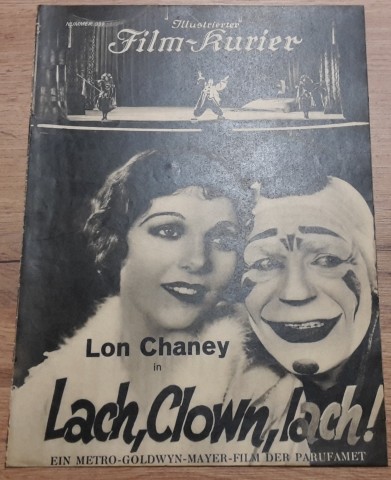 Illustrierter
Film-Kurier
Lon Chaney
in
Lach, Clown, lach!
EIN METRO-GOLDWYN-MAYER-FILM DER PARUFAMET